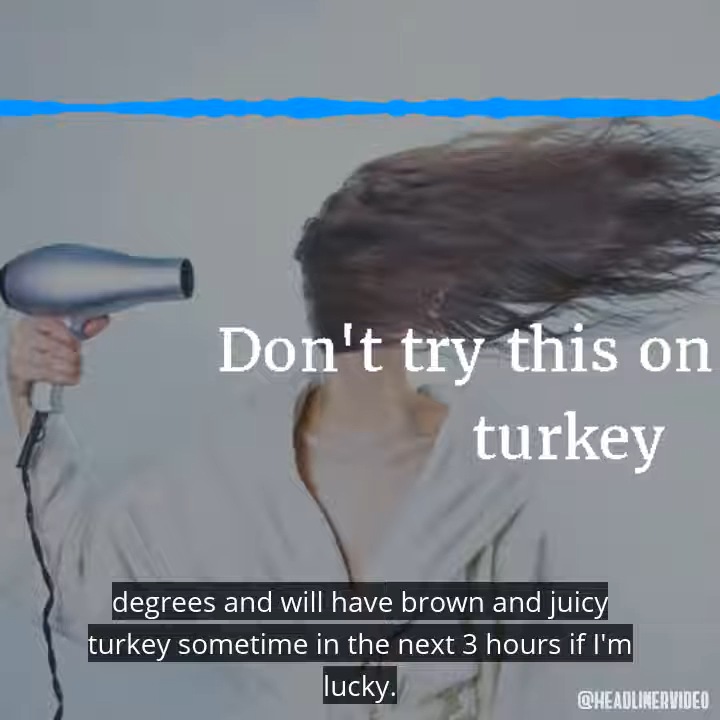 Don't try this on
turkey
degrees and will have brown and juicy
turkey sometime in the next 3 hours if I'm
lucky.
@HEADLINERVIDEO